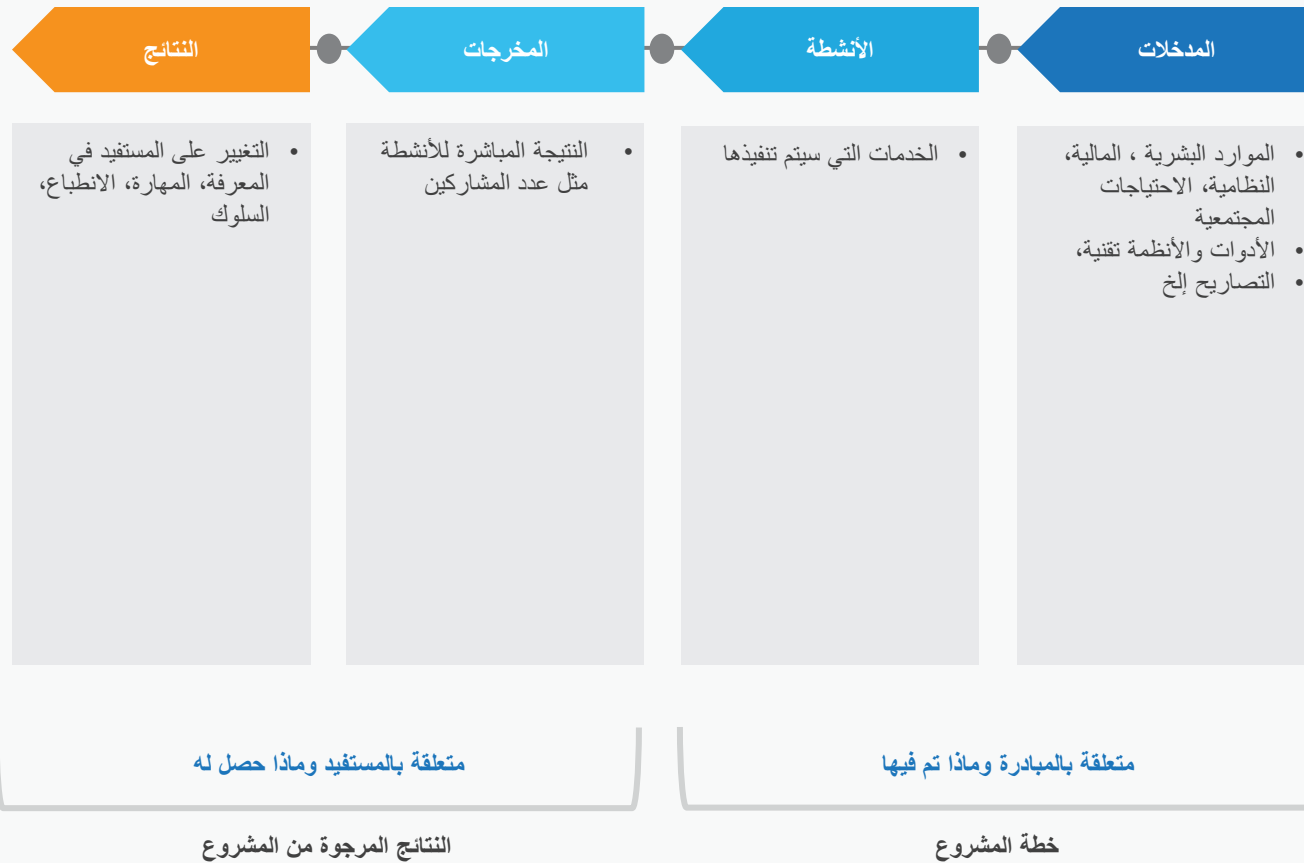 المدخلات
الأنشطة
المخرجات
النتائج
• الموارد البشرية ، المالية،
النظامية، الاحتياجات
المجتمعية
• الأدوات والأنظمة تقنية،
• التصاريح إلخ
• الخدمات التي سيتم تنفيذها
• النتيجة المباشرة للأنشطة
مثل عدد المشاركين
• التغيير على المستفيد في
المعرفة، المهارة، الانطباع،
السلوك
متعلقة بالمبادرة وماذا تم فيها
متعلقة بالمستفيد وماذا حصل له
خطة المشروع
النتائج المرجوة من المشروع